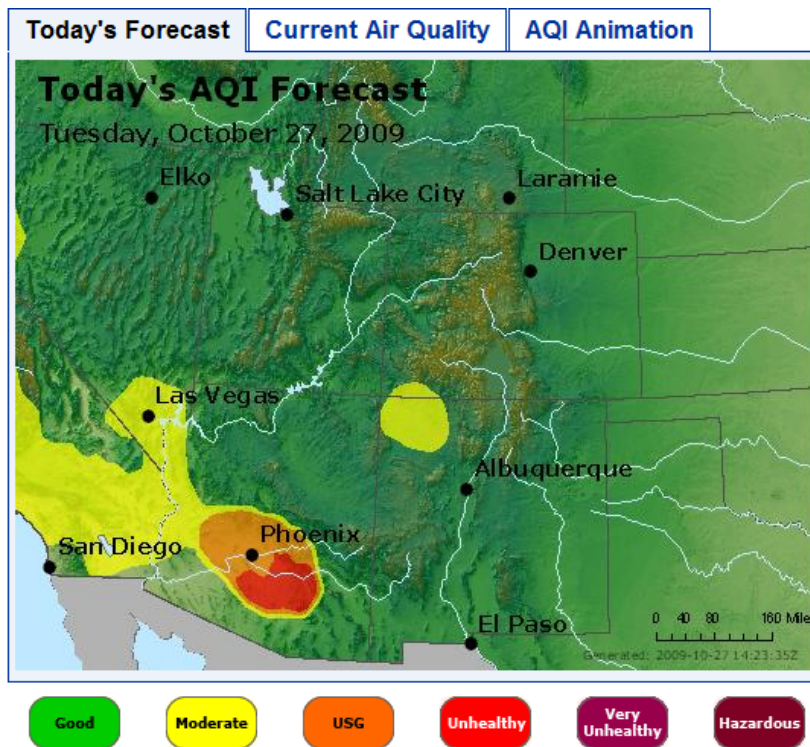 Today's Forecast
Current Air Quality
AQI Animation
Today's AQI Forecast
Tuesday, October 27, 2009
Elko
Salt Lake City
Laramie
Denver
Las Vegas
Albuquerque
Phoenix
San Diego
El Paso
0 40 80 160 Mile
Generated: 2009-10-27 14:23:35Z
Good
Moderate
USG
Unhealthy
Very
Unhealthy
Hazardous